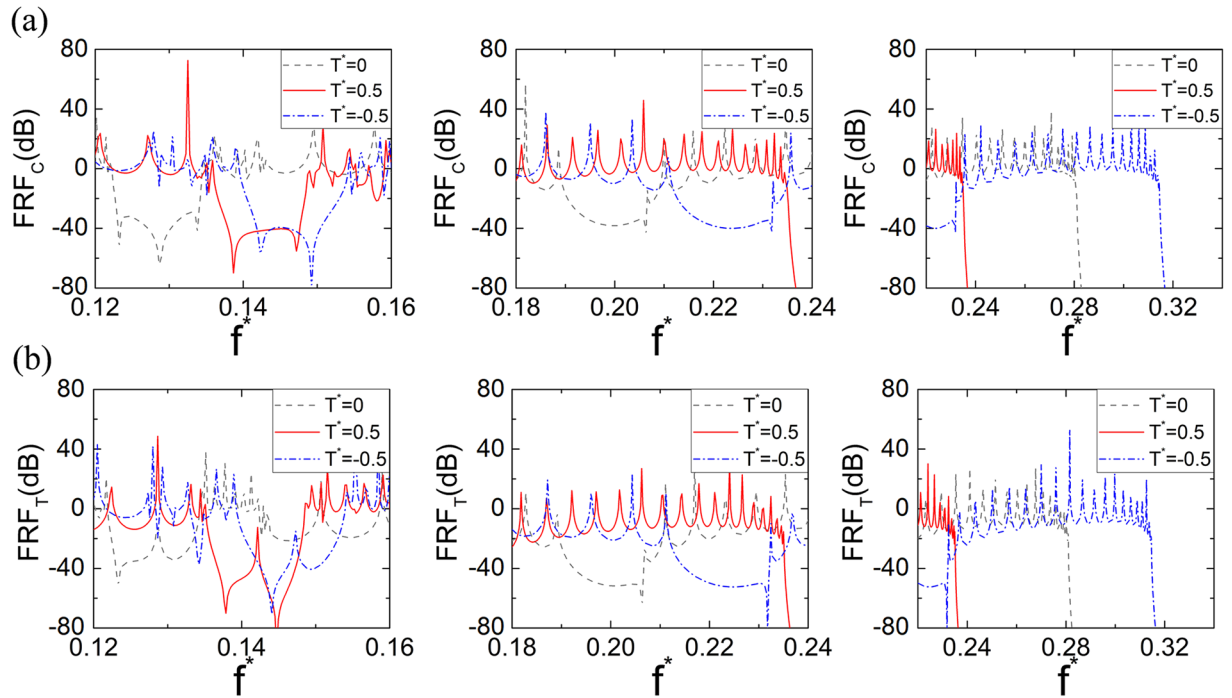 (a)
80
40
0
-40
-80
FRF_C(dB)
T*=0
T*=0.5
T*=-0.5
0.12 0.14 0.16
f*
80
40
0
-40
-80
FRF_C(dB)
T*=0
T*=0.5
T*=-0.5
0.18 0.20 0.22 0.24
f*
80
40
0
-40
-80
FRF_C(dB)
T*=0
T*=0.5
T*=-0.5
0.24 0.28 0.32
f*
(b)
80
40
0
-40
-80
FRF_T(dB)
T*=0
T*=0.5
T*=-0.5
0.12 0.14 0.16
f*
80
40
0
-40
-80
FRF_T(dB)
T*=0
T*=0.5
T*=-0.5
0.18 0.20 0.22 0.24
f*
80
40
0
-40
-80
FRF_T(dB)
T*=0
T*=0.5
T*=-0.5
0.24 0.28 0.32
f*